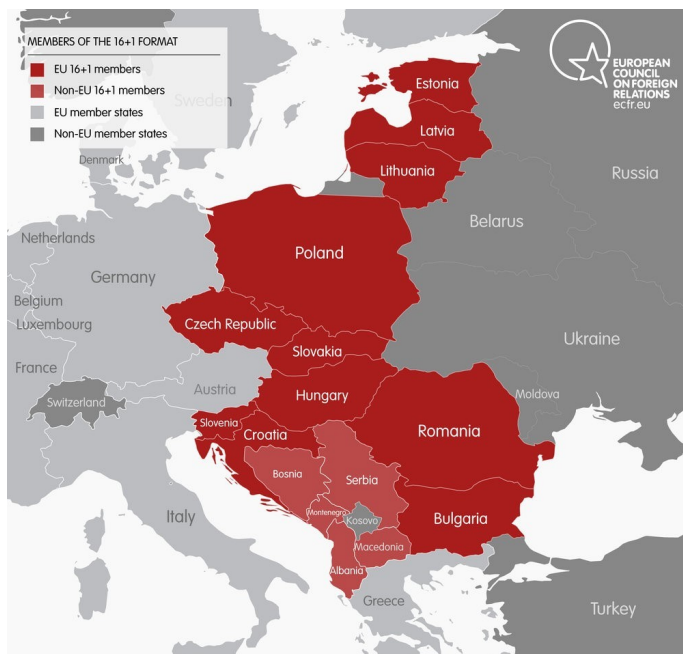 MEMBERS OF THE 16+1 FORMAT
EU 16+1 members
Non-EU 16+1 members
EU member states
Non-EU member states
EUROPEAN
COUNCIL
ON FOREIGN
RELATIONS
ecfr.eu
Sweden
Estonia
Latvia
Denmark
Lithuania
Russia
Belarus
Netherlands
Poland
Germany
Belgium
Luxembourg
Czech Republic
Ukraine
Slovakia
France
Austria
Moldova
Switzerland
Hungary
Slovenia
Croatia
Romania
Bosnia
Serbia
Italy
Montenegro
Kosovo
Bulgaria
Macedonia
Albania
Greece
Turkey